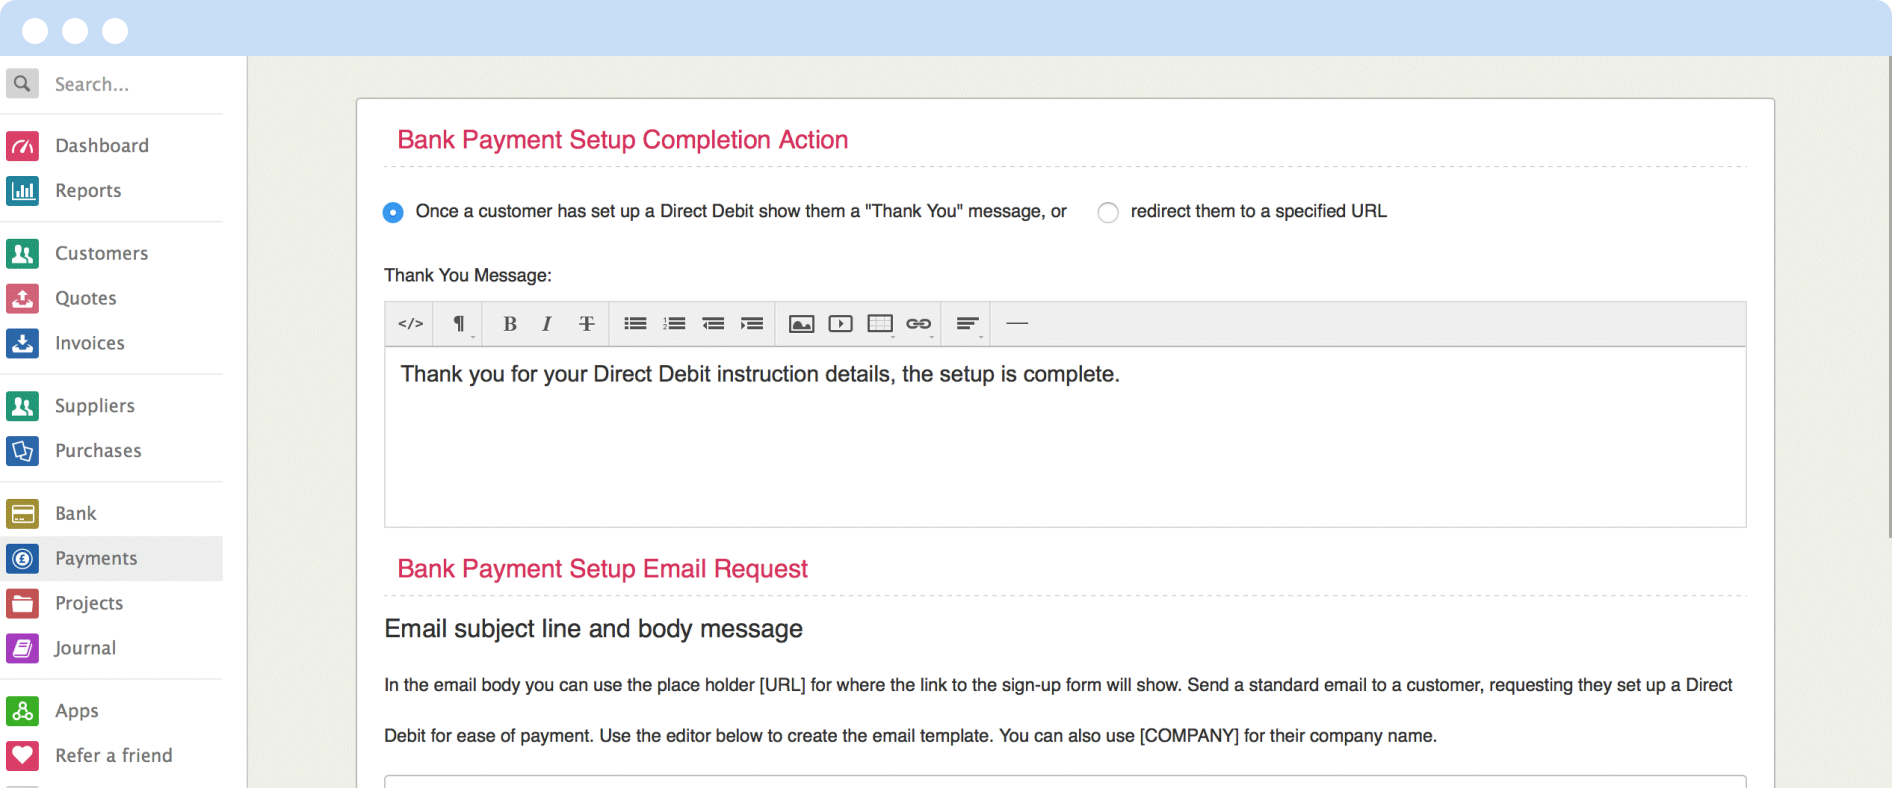 Search...
Dashboard
Reports
Customers
Quotes
Invoices
Suppliers
Purchases
Bank
Payments
Projects
Journal
Apps
Refer a friend
Bank Payment Setup Completion Action
Once a customer has set up a Direct Debit show them a "Thank You" message, or redirect them to a specified URL
Thank You Message:
</> ¶ B I T
Thank you for your Direct Debit instruction details, the setup is complete.
Bank Payment Setup Email Request
Email subject line and body message
In the email body you can use the place holder [URL] for where the link to the sign-up form will show. Send a standard email to a customer, requesting they set up a Direct
Debit for ease of payment. Use the editor below to create the email template. You can also use [COMPANY] for their company name.